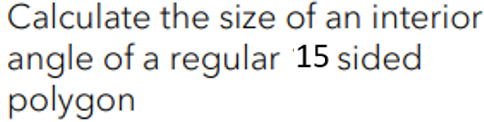 Calculate the size of an interior
angle of a regular 15 sided
polygon